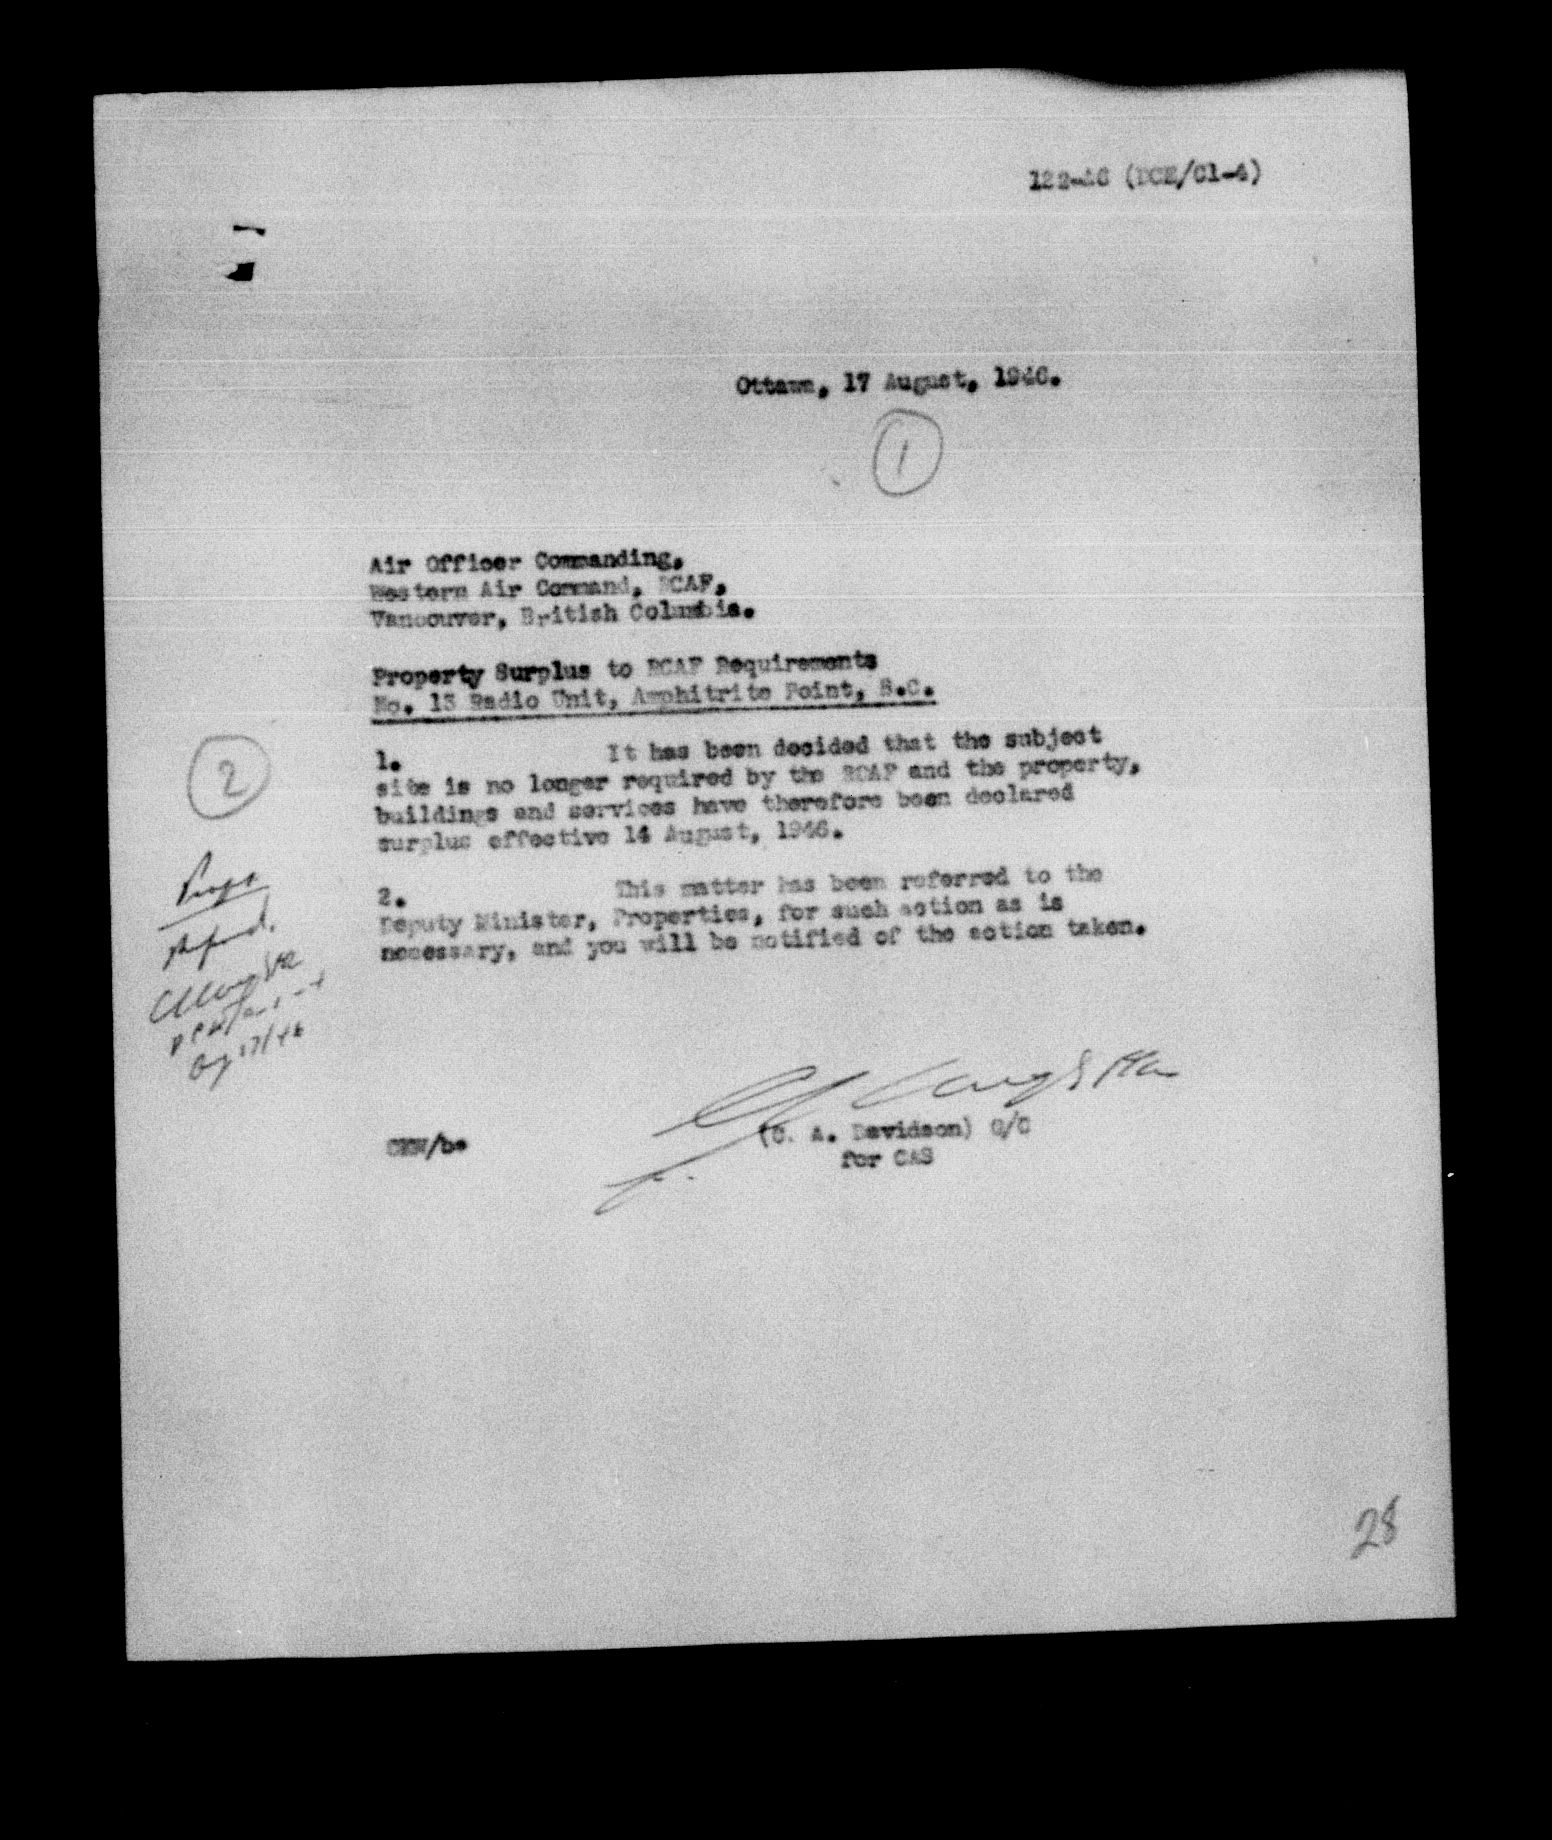 122-A6 (DCE/C1-4)
Ottawa, 17 August, 1946.
1
Air Officer Commanding,
Western Air Command, RCAF,
Vancouver, British Columbia.
Property Surplus to RCAF Requirements
No. 13 Radio Unit, Amphitrite Point, B.C.
1. It has been decided that the subject
site is no longer required by the RCAF and the property,
buildings and services have therefore been declared
surplus effective 14 August, 1946.
2. This matter has been referred to the
Deputy Minister, Properties, for such action as is
necessary, and you will be notified of the action taken.
2
Aug 17/46
(C. A. Davidson) G/C
for CAS
28